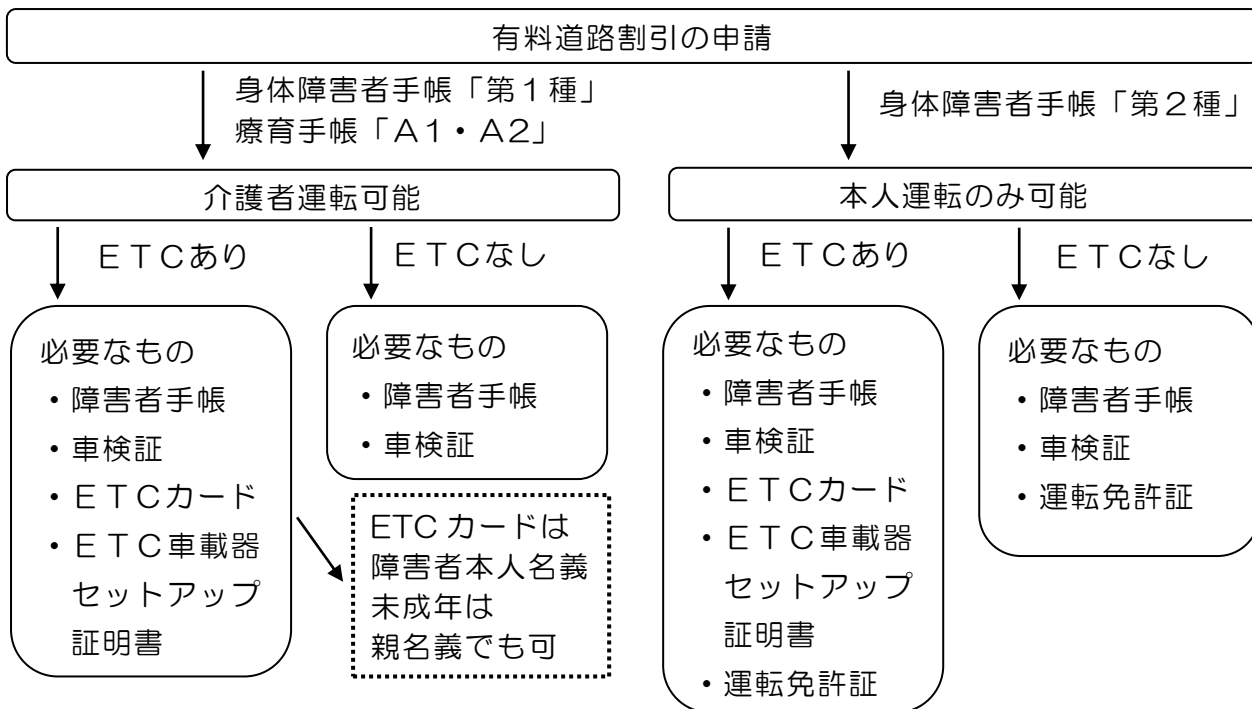 有料道路割引の申請
身体障害者手帳「第１種」
療育手帳「Ａ１・Ａ２」
身体障害者手帳「第２種」
介護者運転可能
本人運転のみ可能
ＥＴＣあり
ＥＴＣなし
ＥＴＣあり
ＥＴＣなし
必要なもの
・障害者手帳
・車検証
・ＥＴＣカード
・ＥＴＣ車載器
セットアップ
証明書
必要なもの
・障害者手帳
・車検証
ETC カードは
障害者本人名義
未成年は
親名義でも可
必要なもの
・障害者手帳
・車検証
・ＥＴＣカード
・ＥＴＣ車載器
セットアップ
証明書
・運転免許証
必要なもの
・障害者手帳
・車検証
・運転免許証